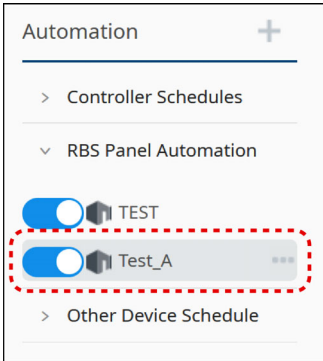 Automation
Controller Schedules
RBS Panel Automation
TEST
Test_A
Other Device Schedule